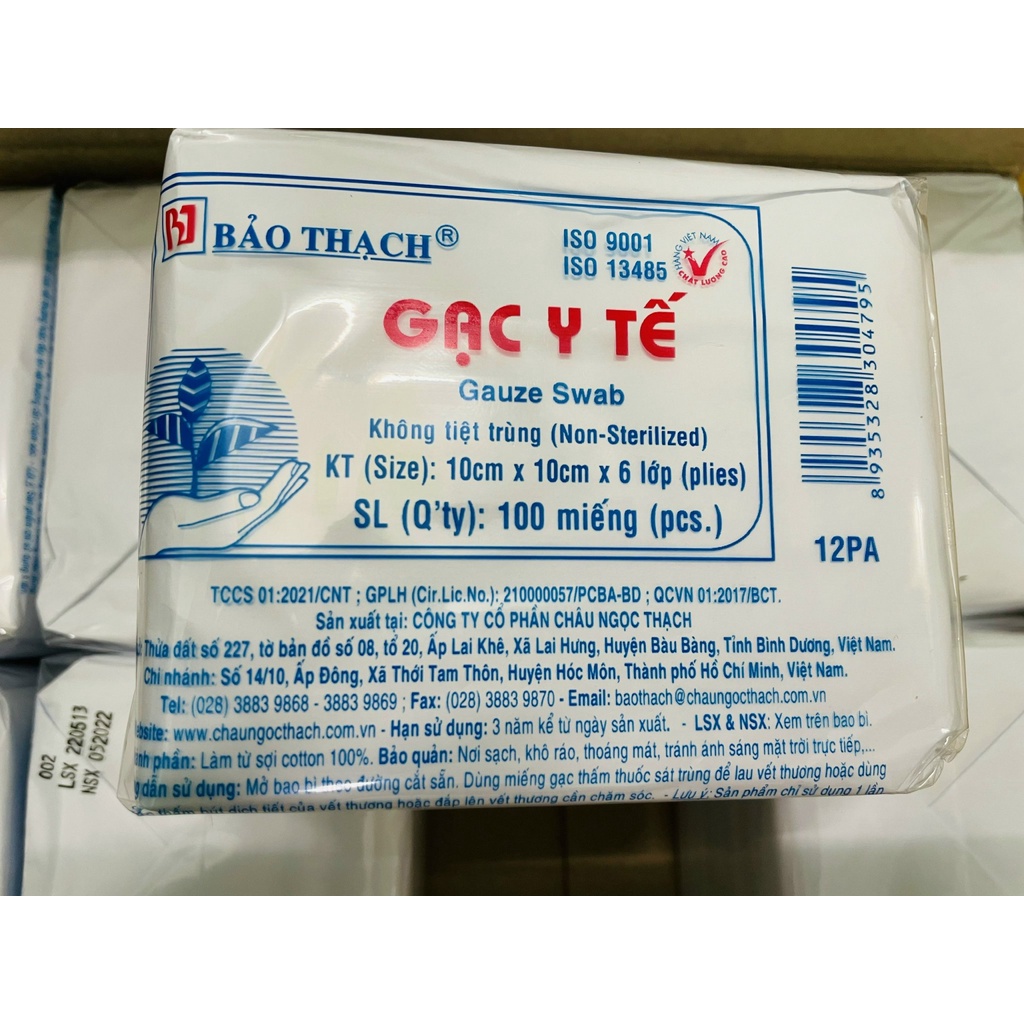 BẢO THẠCH®
ISO 9001
ISO 13485
HÀNG VIỆT NAM
CHẤT LƯỢNG CAO
GẠC Y TẾ
Gauze Swab
Không tiệt trùng (Non-Sterilized)
KT (Size): 10cm x 10cm x 6 lớp (plies)
SL (Q'ty): 100 miếng (pcs.)
8 935328 304795
12PA
TCCS 01:2021/CNT ; GPLH (Cir.Lic.No.): 210000057/PCBA-BD ; QCVN 01:2017/BCT.
Sản xuất tại: CÔNG TY CỔ PHẦN CHÂU NGỌC THẠCH
Thửa đất số 227, tờ bản đồ số 08, tổ 20, Ấp Lai Khê, Xã Lai Hưng, Huyện Bàu Bàng, Tỉnh Bình Dương, Việt Nam.
Chi nhánh: Số 14/10, Ấp Đông, Xã Thới Tam Thôn, Huyện Hóc Môn, Thành phố Hồ Chí Minh, Việt Nam.
Tel: (028) 3883 9868 - 3883 9869 ; Fax: (028) 3883 9870 - Email: baothach@chaungocthach.com.vn
ebsite: www.chaungocthach.com.vn - Hạn sử dụng: 3 năm kể từ ngày sản xuất. - LSX & NSX: Xem trên bao bì.
nh phần: Làm từ sợi cotton 100%. Bảo quản: Nơi sạch, khô ráo, thoáng mát, tránh ánh sáng mặt trời trực tiếp,...
g dẫn sử dụng: Mở bao bì theo đường cắt sẵn. Dùng miếng gạc thấm thuốc sát trùng để lau vết thương hoặc dùng
thấm hút dịch tiết của vết thương hoặc đắp lên vết thương cần chăm sóc. - Lưu ý: Sản phẩm chỉ sử dụng 1 lần
002
LSX 220513
NSX 052022